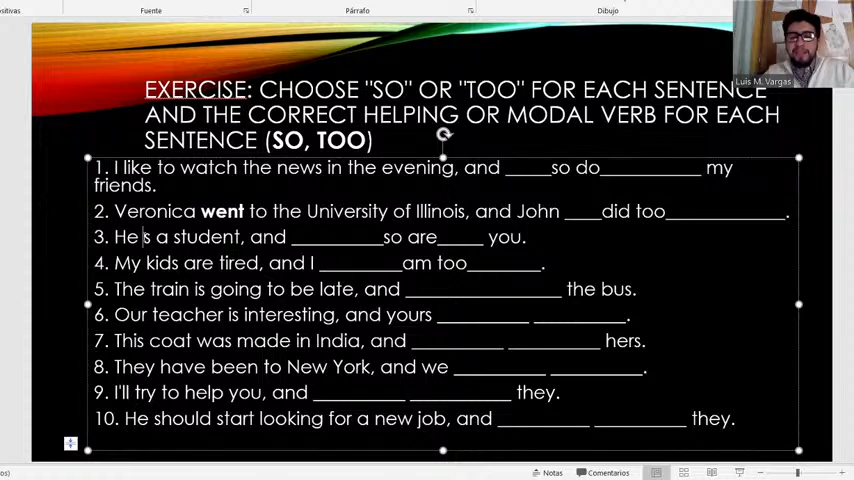 Fuente
Párrafo
Dibujo
Luis M. Vargas
EXERCISE: CHOOSE "SO" OR "TOO" FOR EACH SENTENCE
AND THE CORRECT HELPING OR MODAL VERB FOR EACH
SENTENCE (SO, TOO)
1. I like to watch the news in the evening, and _____so do___________ my
friends.
2. Veronica went to the University of Illinois, and John ____did too_____________.
3. He is a student, and __________so are_____ you.
4. My kids are tired, and I _________am too________.
5. The train is going to be late, and _________________ the bus.
6. Our teacher is interesting, and yours __________ __________.
7. This coat was made in India, and __________ __________ hers.
8. They have been to New York, and we __________ __________.
9. I'll try to help you, and __________ ___________ they.
10. He should start looking for a new job, and __________ __________ they.
Notas
Comentarios